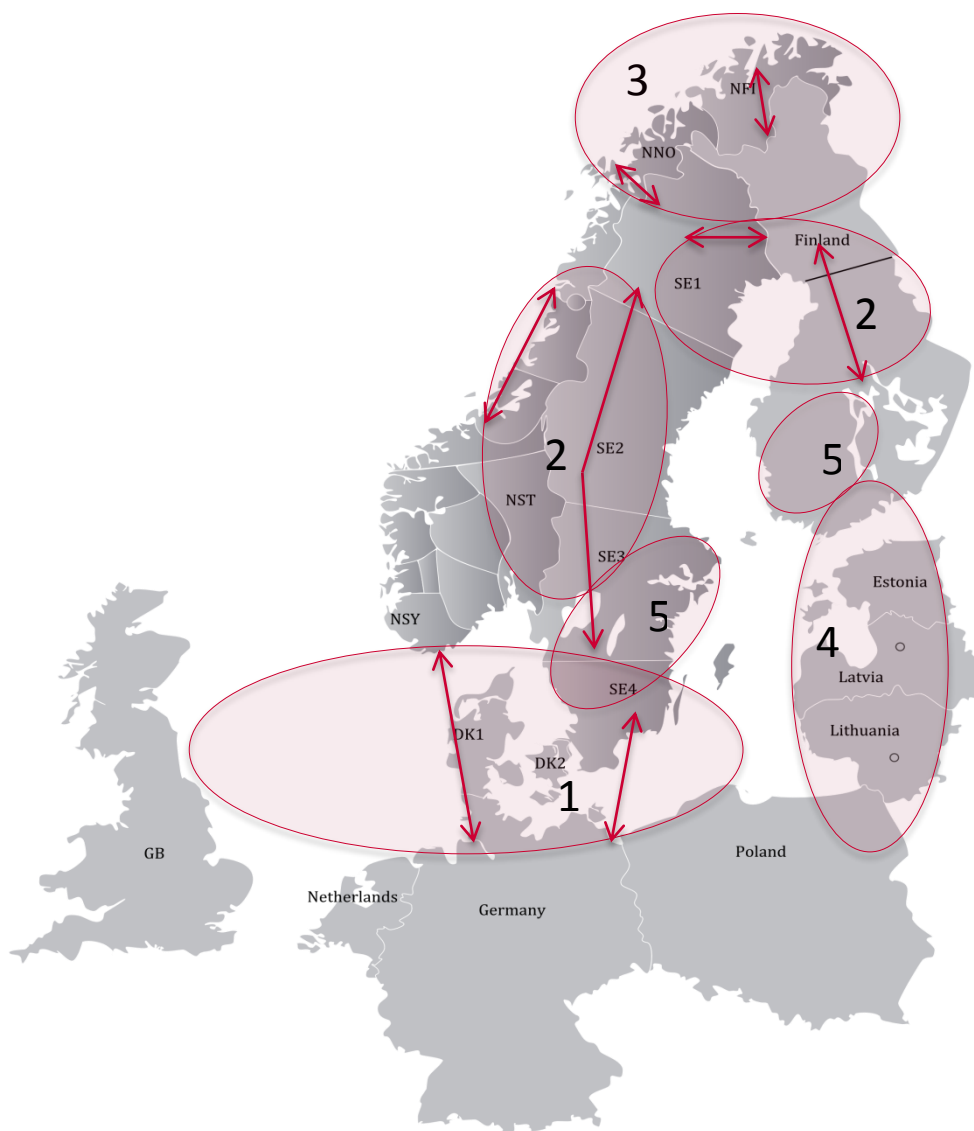 3
NFI
NNO
Finland
SE1
2
2
SE2
5
NST
SE3
Estonia
NSY
5
4
Latvia
SE4
DK1
Lithuania
DK2
1
GB
Poland
Netherlands
Germany